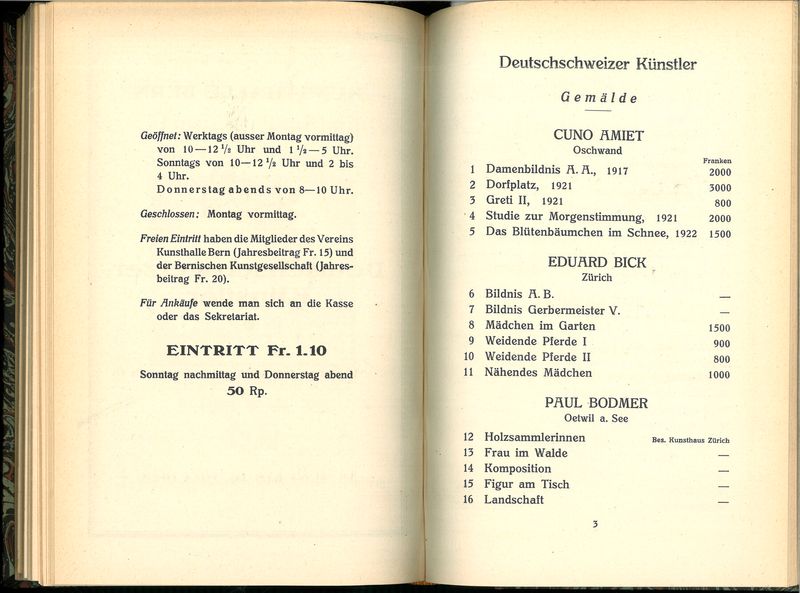 Geöffnet: Werktags (ausser Montag vormittag)
von 10—12 1/2 Uhr und 1 1/2—5 Uhr.
Sonntags von 10—12 1/2 Uhr und 2 bis
4 Uhr.
Donnerstag abends von 8—10 Uhr.
Geschlossen: Montag vormittag.
Freien Eintritt haben die Mitglieder des Vereins
Kunsthalle Bern (Jahresbeitrag Fr. 15) und
der Bernischen Kunstgesellschaft (Jahres-
beitrag Fr. 20).
Für Ankäufe wende man sich an die Kasse
oder das Sekretariat.
EINTRITT Fr. 1.10
Sonntag nachmittag und Donnerstag abend
50 Rp.
Deutschschweizer Künstler
Gemälde
CUNO AMIET
Oschwand
Franken
1 Damenbildnis A. A., 1917 2000
2 Dorfplatz, 1921 3000
3 Greti II, 1921 800
4 Studie zur Morgenstimmung, 1921 2000
5 Das Blütenbäumchen im Schnee, 1922 1500
EDUARD BICK
Zürich
6 Bildnis A. B. —
7 Bildnis Gerbermeister V. —
8 Mädchen im Garten 1500
9 Weidende Pferde I 900
10 Weidende Pferde II 800
11 Nähendes Mädchen 1000
PAUL BODMER
Oetwil a. See
12 Holzsammlerinnen Bes. Kunsthaus Zürich
13 Frau im Walde —
14 Komposition —
15 Figur am Tisch —
16 Landschaft —
3